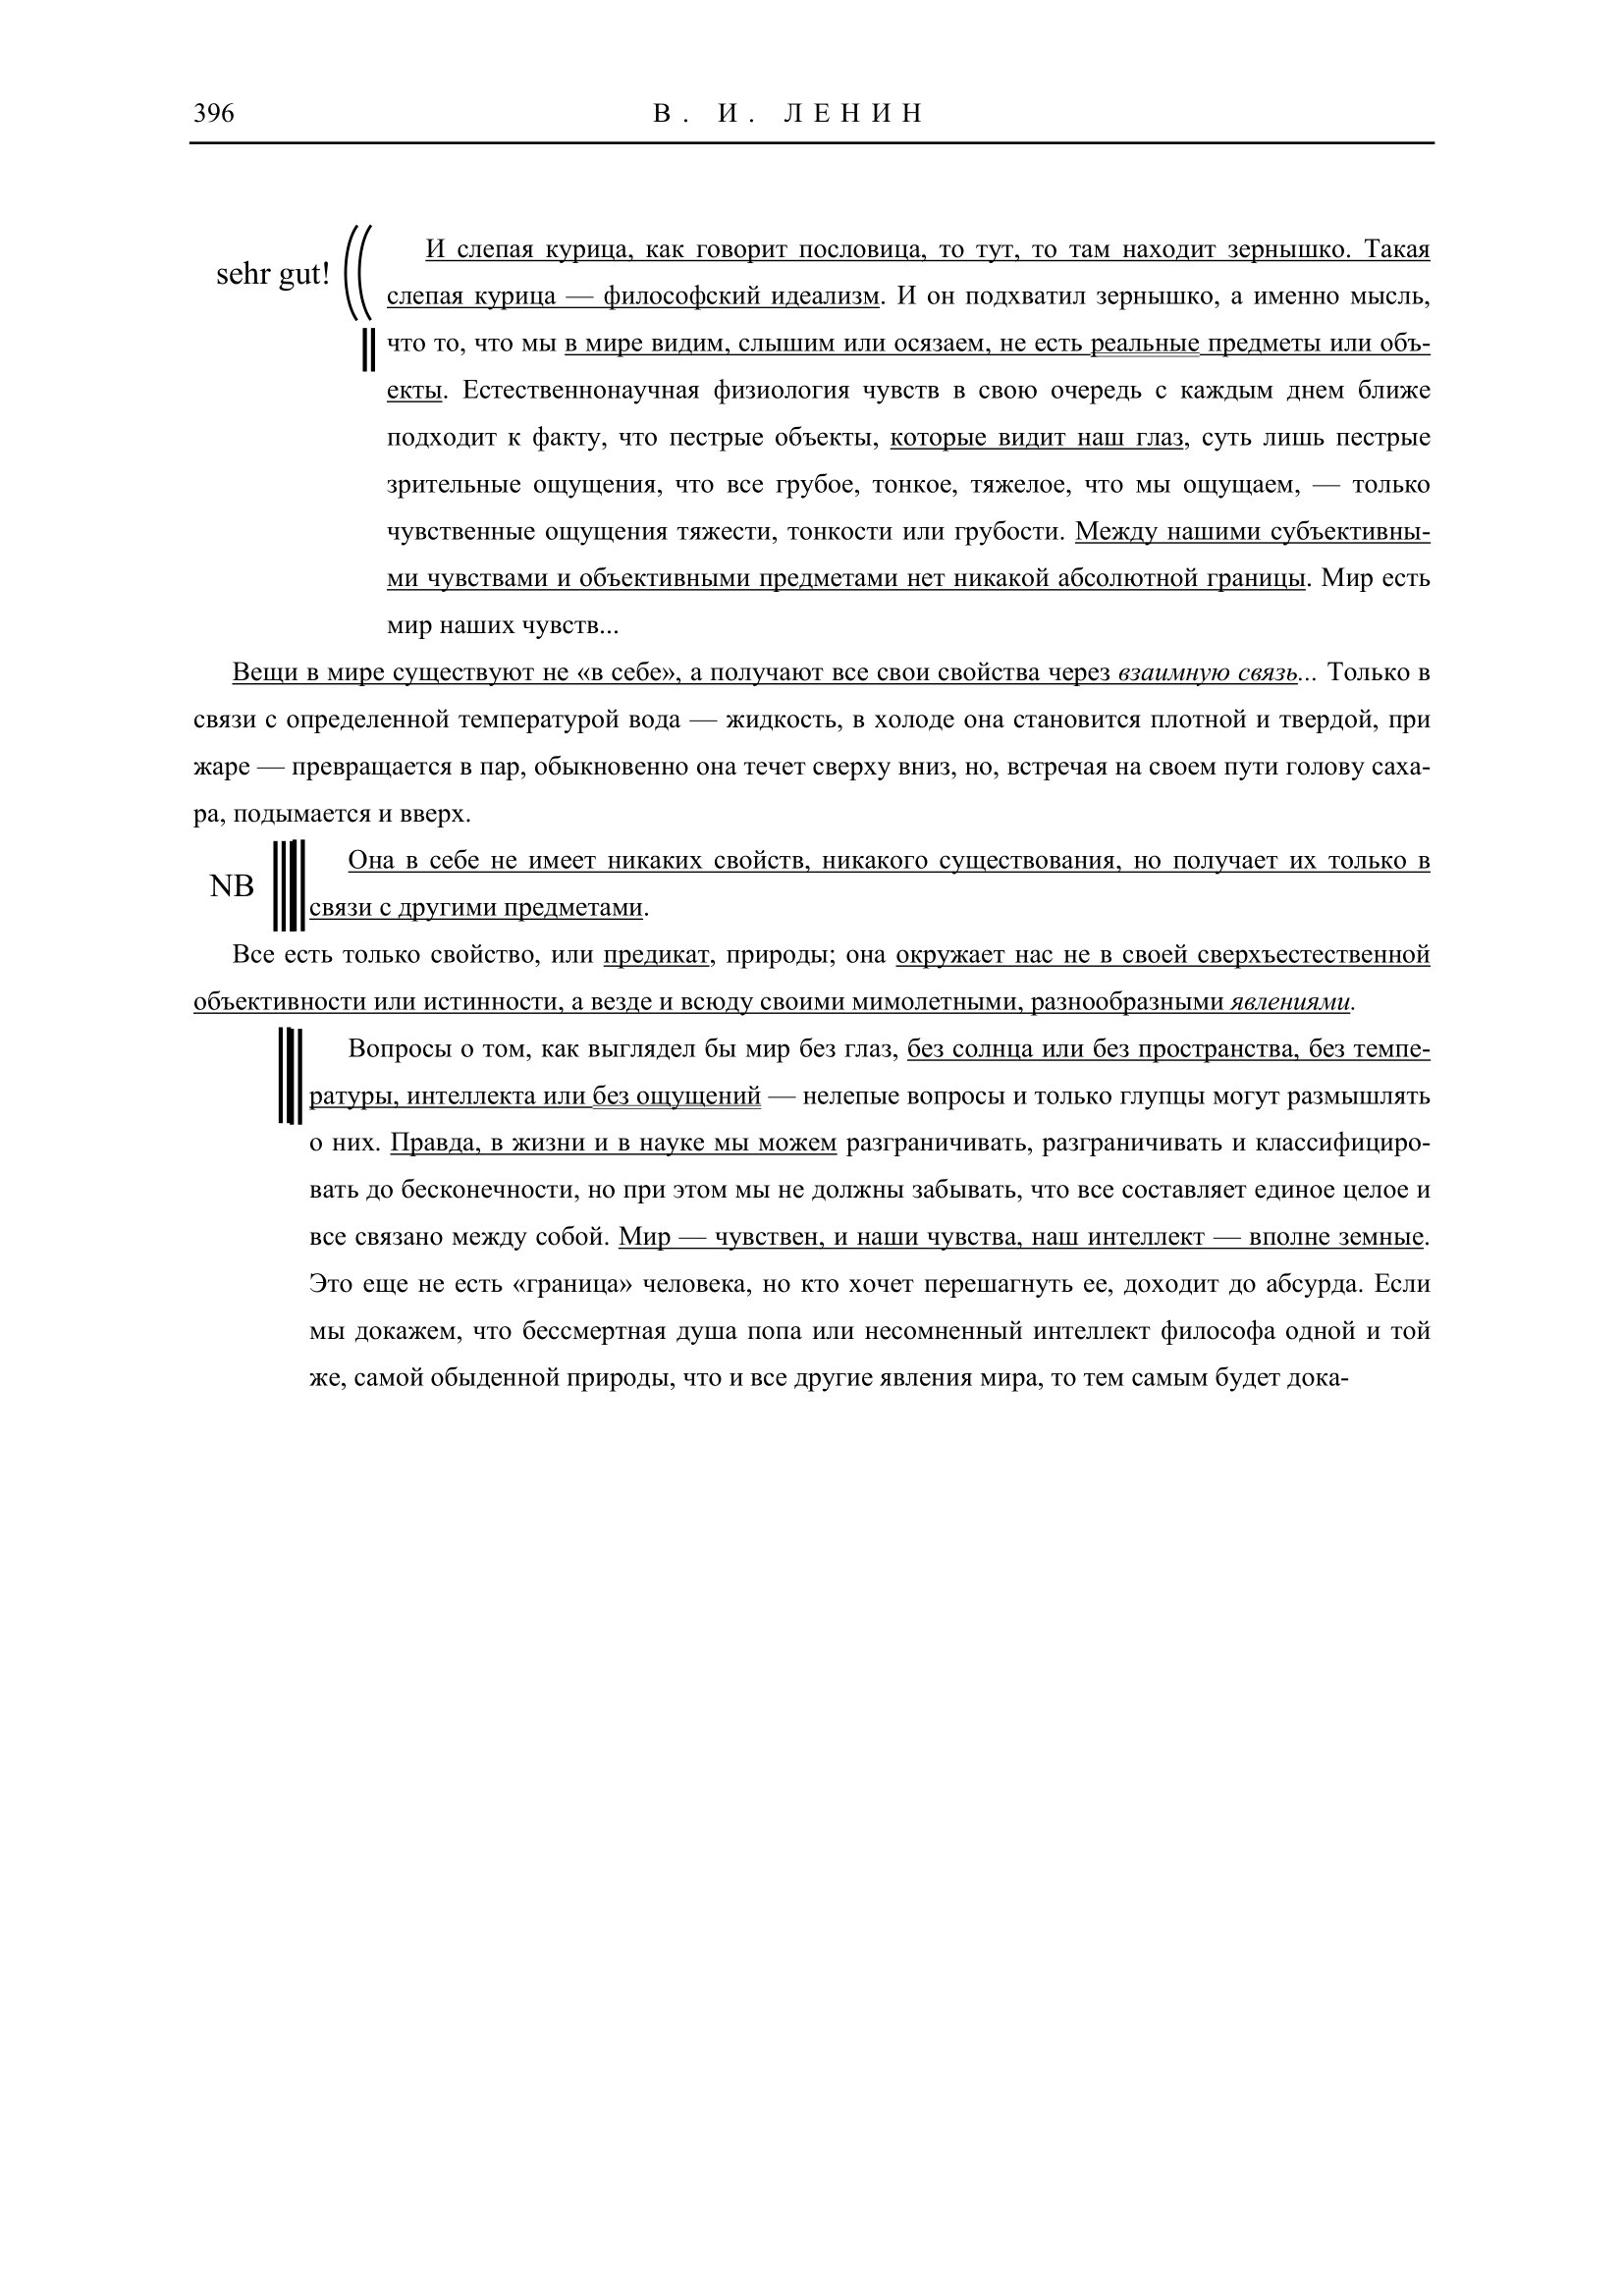 396
В. И. ЛЕНИН
И слепая курица, как говорит пословица, то тут, то там находит зернышко. Такая
sehr gut!
слепая курица — философский идеализм. И он подхватил зернышко, а именно мысль,
что то, что мы в мире видим, слышим или осязаем, не есть реальные предметы или объ-
екты. Естественнонаучная физиология чувств в свою очередь с каждым днем ближе
подходит к факту, что пестрые объекты, которые видит наш глаз, суть лишь пестрые
зрительные ощущения, что все грубое, тонкое, тяжелое, что мы ощущаем, — только
чувственные ощущения тяжести, тонкости или грубости. Между нашими субъективны-
ми чувствами и объективными предметами нет никакой абсолютной границы. Мир есть
мир наших чувств...
Вещи в мире существуют не «в себе», а получают все свои свойства через взаимную связь... Только в
связи с определенной температурой вода — жидкость, в холоде она становится плотной и твердой, при
жаре — превращается в пар, обыкновенно она течет сверху вниз, но, встречая на своем пути голову саха-
ра, подымается и вверх.
Она в себе не имеет никаких свойств, никакого существования, но получает их только в
NB
связи с другими предметами.
Все есть только свойство, или предикат, природы; она окружает нас не в своей сверхъестественной
объективности или истинности, а везде и всюду своими мимолетными, разнообразными явлениями.
Вопросы о том, как выглядел бы мир без глаз, без солнца или без пространства, без темпе-
ратуры, интеллекта или без ощущений — нелепые вопросы и только глупцы могут размышлять
о них. Правда, в жизни и в науке мы можем разграничивать, разграничивать и классифициро-
вать до бесконечности, но при этом мы не должны забывать, что все составляет единое целое и
все связано между собой. Мир — чувствен, и наши чувства, наш интеллект — вполне земные.
Это еще не есть «граница» человека, но кто хочет перешагнуть ее, доходит до абсурда. Если
мы докажем, что бессмертная душа попа или несомненный интеллект философа одной и той
же, самой обыденной природы, что и все другие явления мира, то тем самым будет дока-